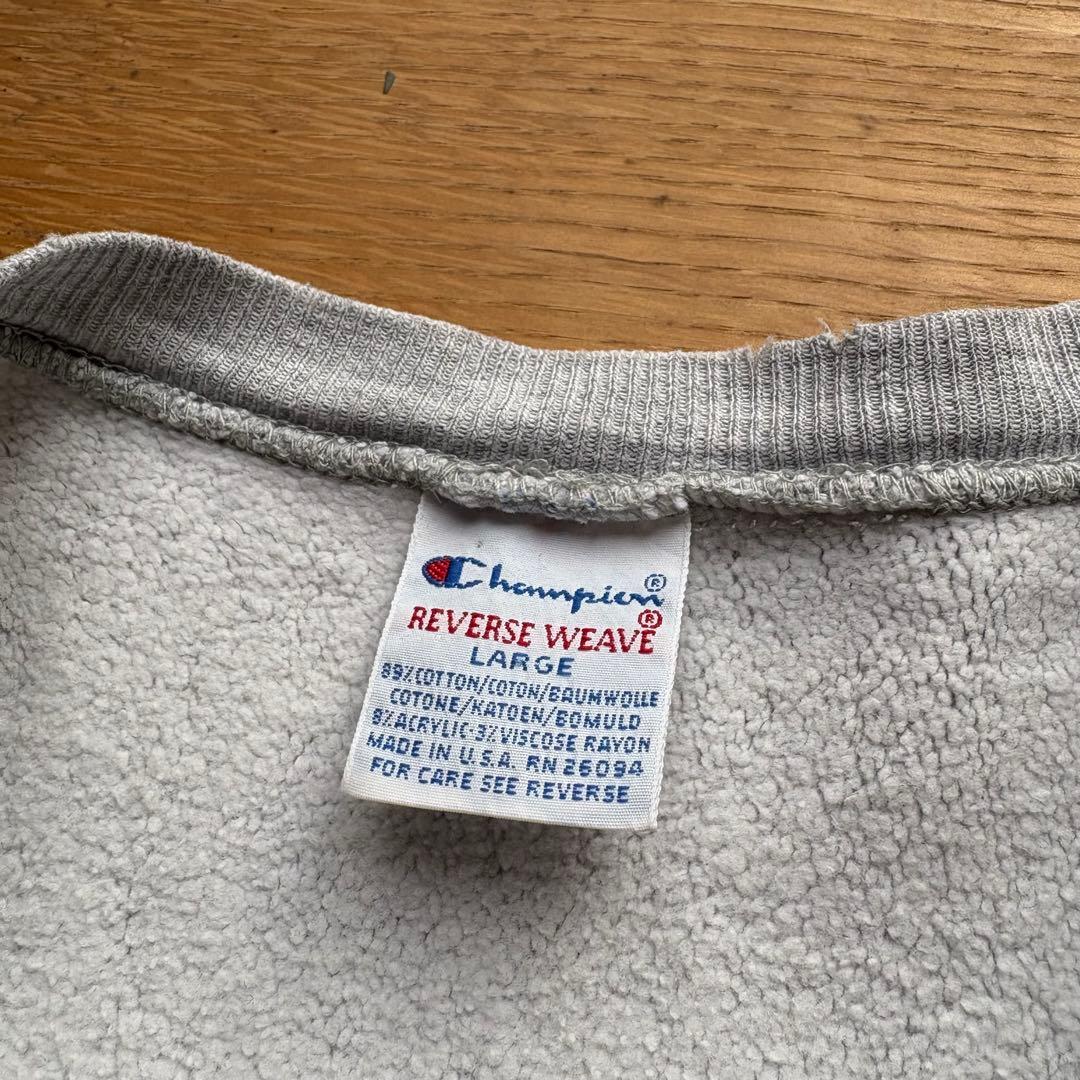 Champion®
REVERSE WEAVE®
LARGE
89% COTTON/COTON/BAUMWOLLE
COTONE/KATOEN/BOMULD
8% ACRYLIC·3% VISCOSE RAYON
MADE IN U.S.A. RN 26094
FOR CARE SEE REVERSE